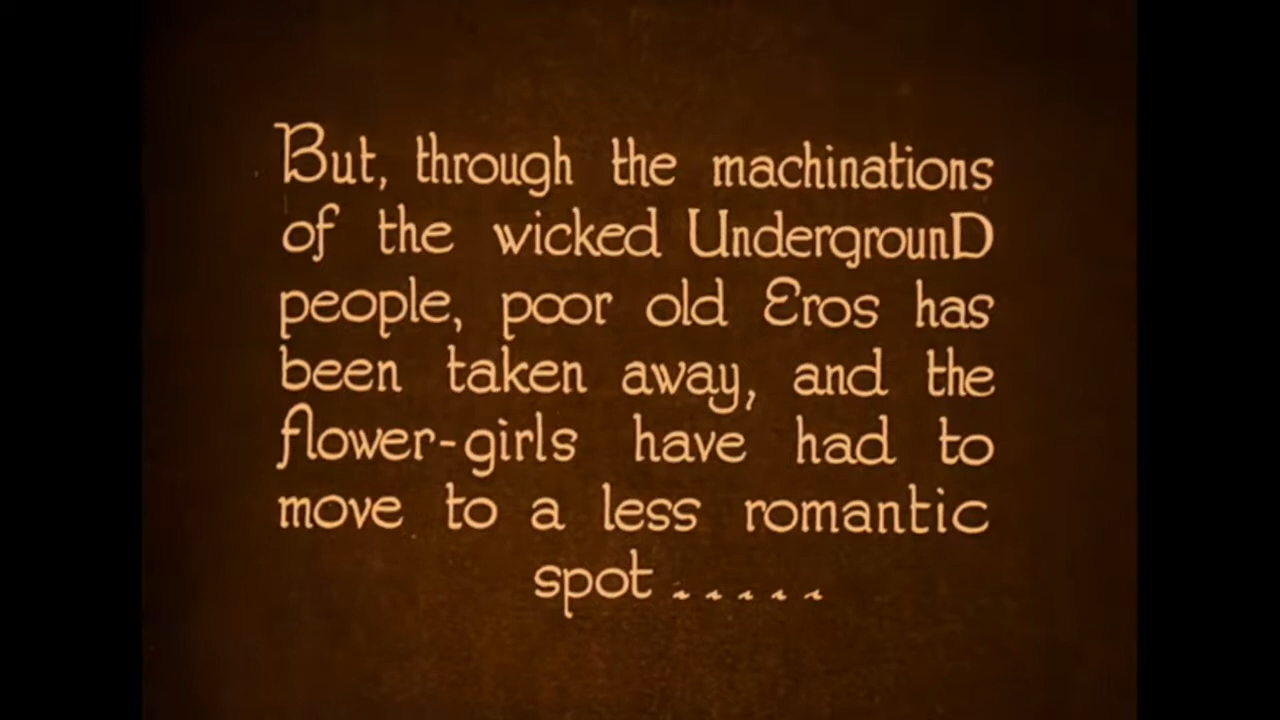 But, through the machinations
of the wicked UndergrounD
people, poor old Eros has
been taken away, and the
flower-girls have had to
move to a less romantic
spot.....